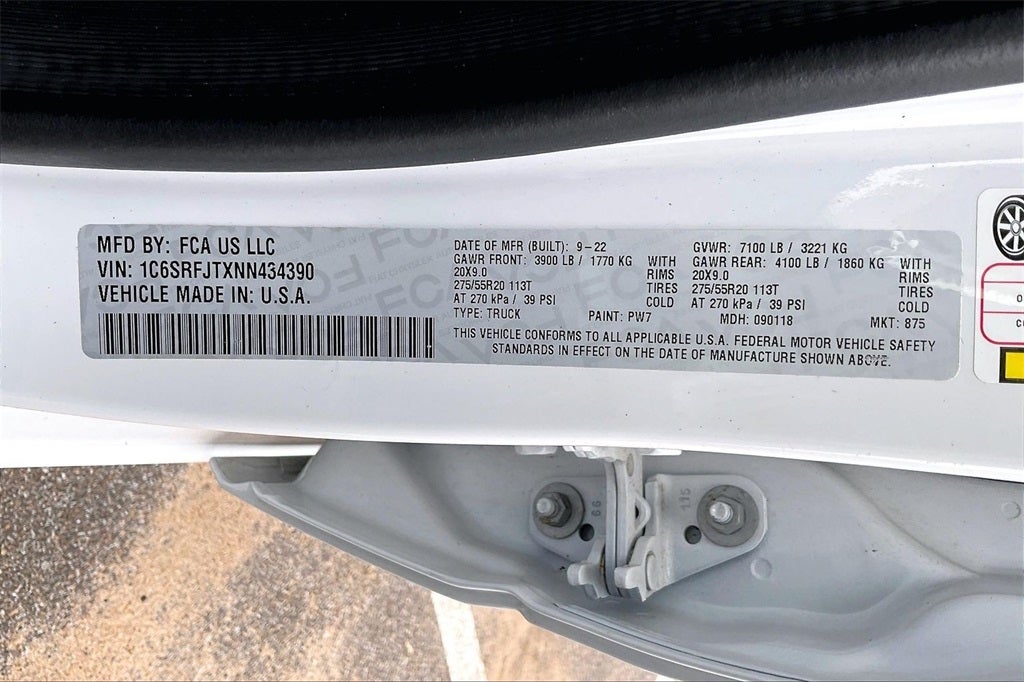 MFD BY: FCA US LLC
VIN: 1C6SRFJTXNN434390
VEHICLE MADE IN: U.S.A.
DATE OF MFR (BUILT): 9-22 GVWR: 7100 LB / 3221 KG
GAWR FRONT: 3900 LB / 1770 KG WITH GAWR REAR: 4100 LB / 1860 KG WITH
20X9.0 RIMS 20X9.0 RIMS
275/55R20 113T TIRES 275/55R20 113T TIRES
AT 270 kPa / 39 PSI COLD AT 270 kPa / 39 PSI COLD
TYPE: TRUCK PAINT: PW7 MDH: 090118 MKT: 875
THIS VEHICLE CONFORMS TO ALL APPLICABLE U.S.A. FEDERAL MOTOR VEHICLE SAFETY
STANDARDS IN EFFECT ON THE DATE OF MANUFACTURE SHOWN ABOVE.
66
115